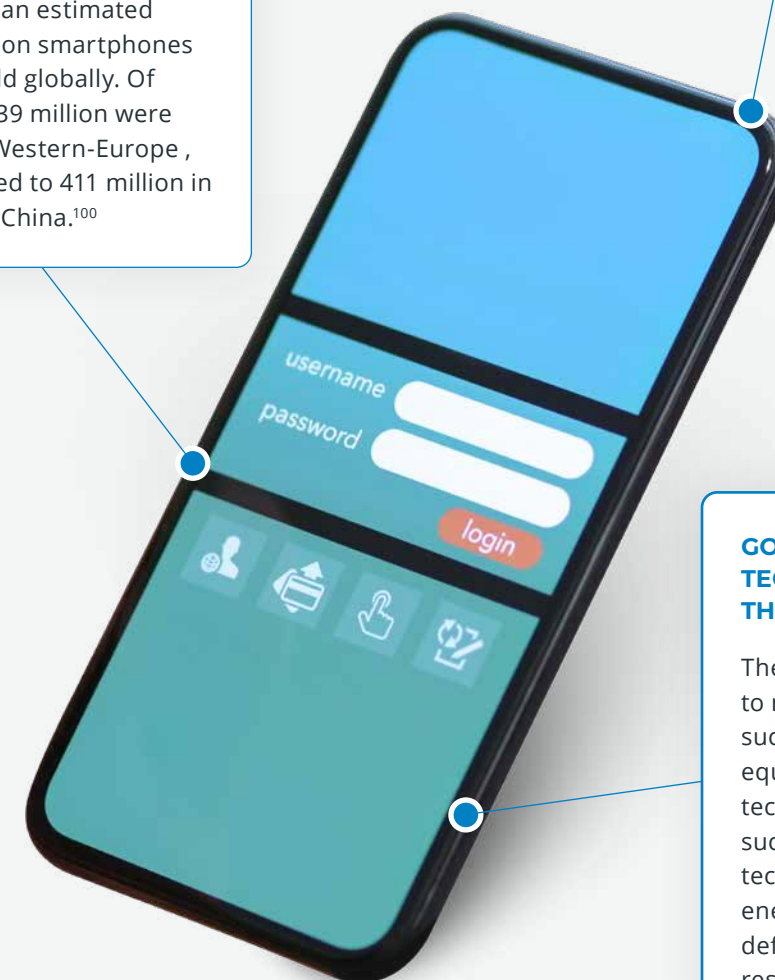 an estimated
on smartphones
ld globally. Of
39 million were
Western-Europe ,
ed to 411 million in
China.100
username
password
login
GO
TEC
TH
The
to
suc
equ
tec
suc
tec
ene
def